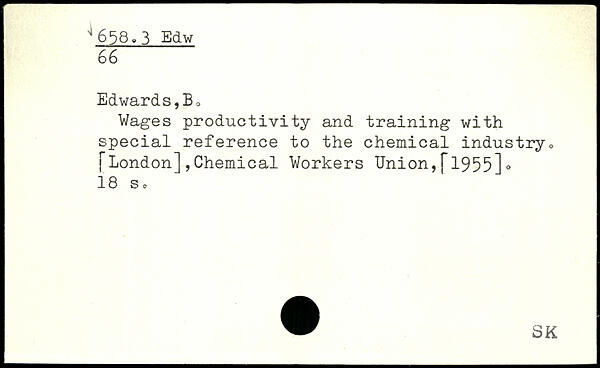 658.3 Edw
66
Edwards,B.
Wages productivity and training with
special reference to the chemical industry.
[London],Chemical Workers Union,[1955].
18 s.
SK